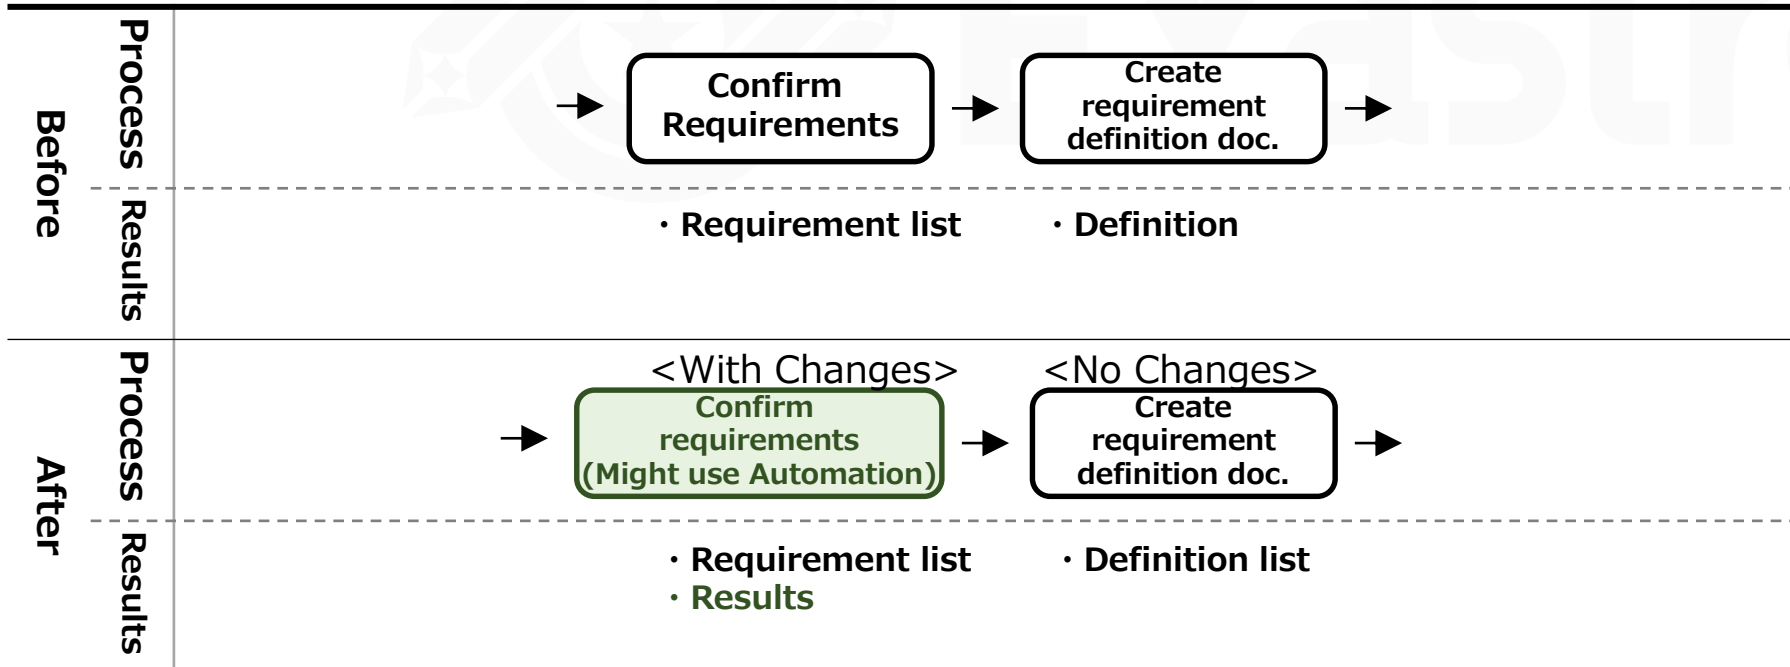 Before
Process
Confirm
Requirements
Create
requirement
definition doc.
Results
・Requirement list
・Definition
After
Process
<With Changes>
Confirm
requirements
(Might use Automation)
<No Changes>
Create
requirement
definition doc.
Results
・Requirement list
・Results
・Definition list